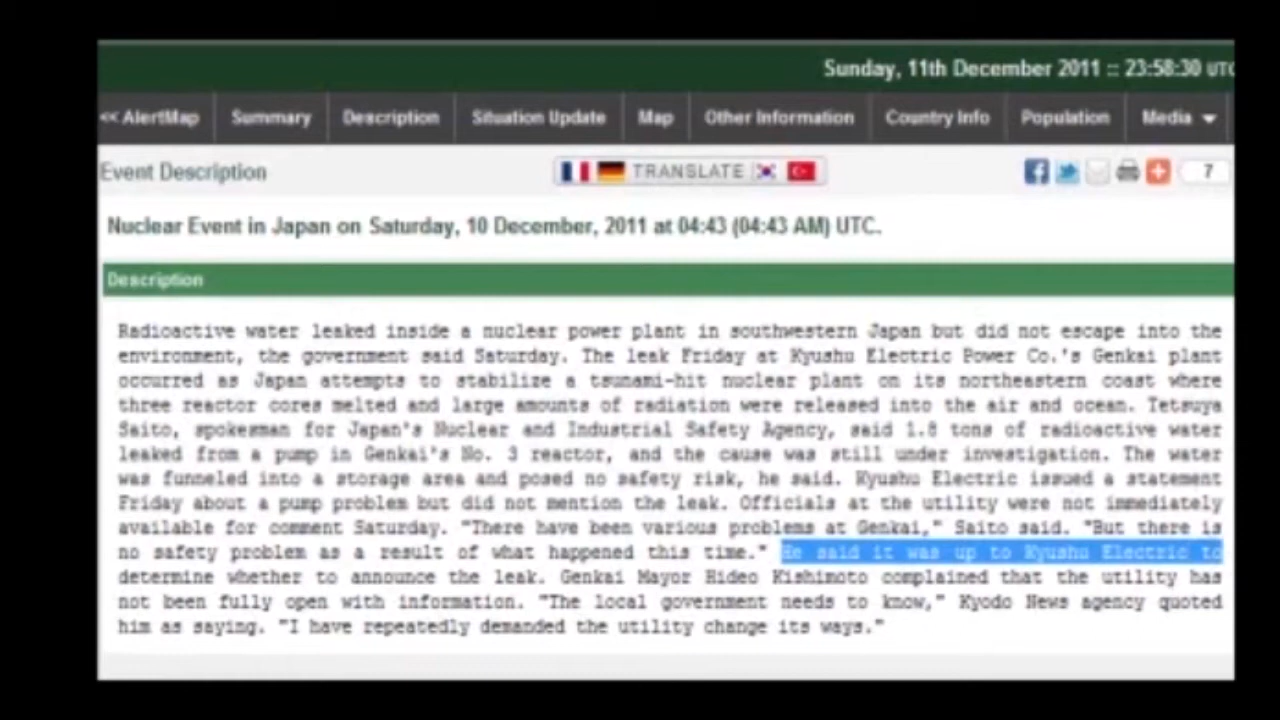 Sunday, 11th December 2011 :: 23:58:30 UTC
<< AlertMap Summary Description Situation Update Map Other Information Country Info Population Media
Event Description TRANSLATE 7
Nuclear Event in Japan on Saturday, 10 December, 2011 at 04:43 (04:43 AM) UTC.
Description
Radioactive water leaked inside a nuclear power plant in southwestern Japan but did not escape into the
environment, the government said Saturday. The leak Friday at Kyushu Electric Power Co.'s Genkai plant
occurred as Japan attempts to stabilize a tsunami-hit nuclear plant on its northeastern coast where
three reactor cores melted and large amounts of radiation were released into the air and ocean. Tetsuya
Saito, spokesman for Japan's Nuclear and Industrial Safety Agency, said 1.8 tons of radioactive water
leaked from a pump in Genkai's No. 3 reactor, and the cause was still under investigation. The water
was funneled into a storage area and posed no safety risk, he said. Kyushu Electric issued a statement
Friday about a pump problem but did not mention the leak. Officials at the utility were not immediately
available for comment Saturday. "There have been various problems at Genkai," Saito said. "But there is
no safety problem as a result of what happened this time." He said it was up to Kyushu Electric to
determine whether to announce the leak. Genkai Mayor Hideo Kishimoto complained that the utility has
not been fully open with information. "The local government needs to know," Kyodo News agency quoted
him as saying. "I have repeatedly demanded the utility change its ways."